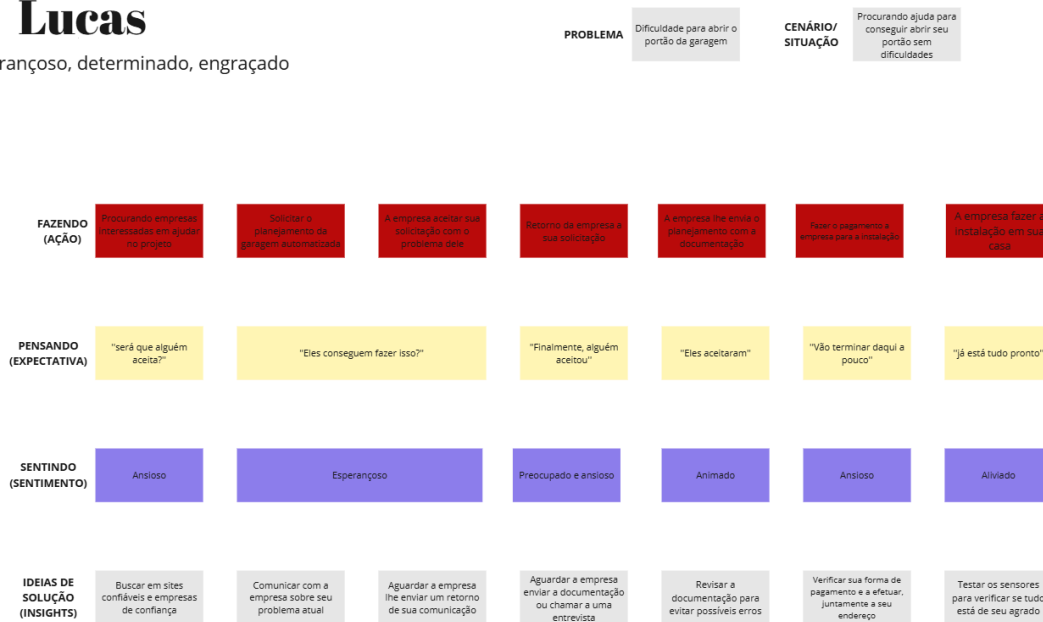 Lucas
rançoso, determinado, engraçado
PROBLEMA
Dificuldade para abrir o
portão da garagem
CENÁRIO/
SITUAÇÃO
Procurando ajuda para
conseguir abrir seu
portão sem
dificuldades
FAZENDO
(AÇÃO)
Procurando empresas
interessadas em ajudar
no projeto
Solicitar o
planejamento da
garagem automatizada
A empresa aceitar sua
solicitação com o
problema dele
Retorno da empresa a
sua solicitação
A empresa lhe envia o
planejamento com a
documentação
Fazer o pagamento a
empresa para a instalação
A empresa fazer a
instalação em sua
casa
PENSANDO
(EXPECTATIVA)
"será que alguém
aceita?"
"Eles conseguem fazer isso?"
"Finalmente, alguém
aceitou"
"Eles aceitaram"
"Vão terminar daqui a
pouco"
"já está tudo pronto"
SENTINDO
(SENTIMENTO)
Ansioso
Esperançoso
Preocupado e ansioso
Animado
Ansioso
Aliviado
IDEIAS DE
SOLUÇÃO
(INSIGHTS)
Buscar em sites
confiáveis e empresas
de confiança
Comunicar com a
empresa sobre seu
problema atual
Aguardar a empresa
lhe enviar um retorno
de sua comunicação
Aguardar a empresa
enviar a documentação
ou chamar a uma
entrevista
Revisar a
documentação para
evitar possíveis erros
Verificar sua forma de
pagamento e a efetuar,
juntamente a seu
endereço
Testar os sensores
para verificar se tudo
está de seu agrado